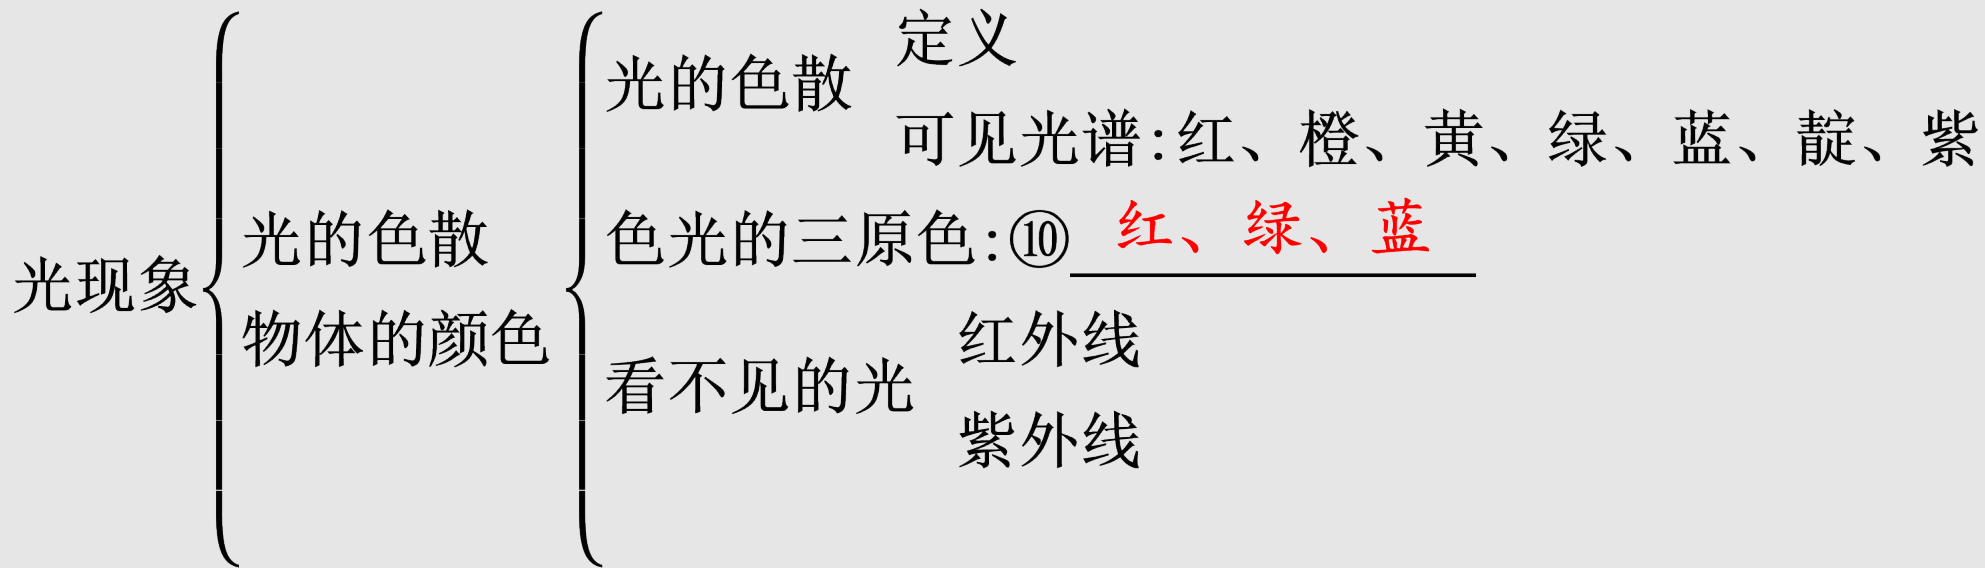 光现象
光的色散
物体的颜色
光的色散
定义
可见光谱:红、橙、黄、绿、蓝、靛、紫
色光的三原色:⑩ 红、绿、蓝
看不见的光
红外线
紫外线